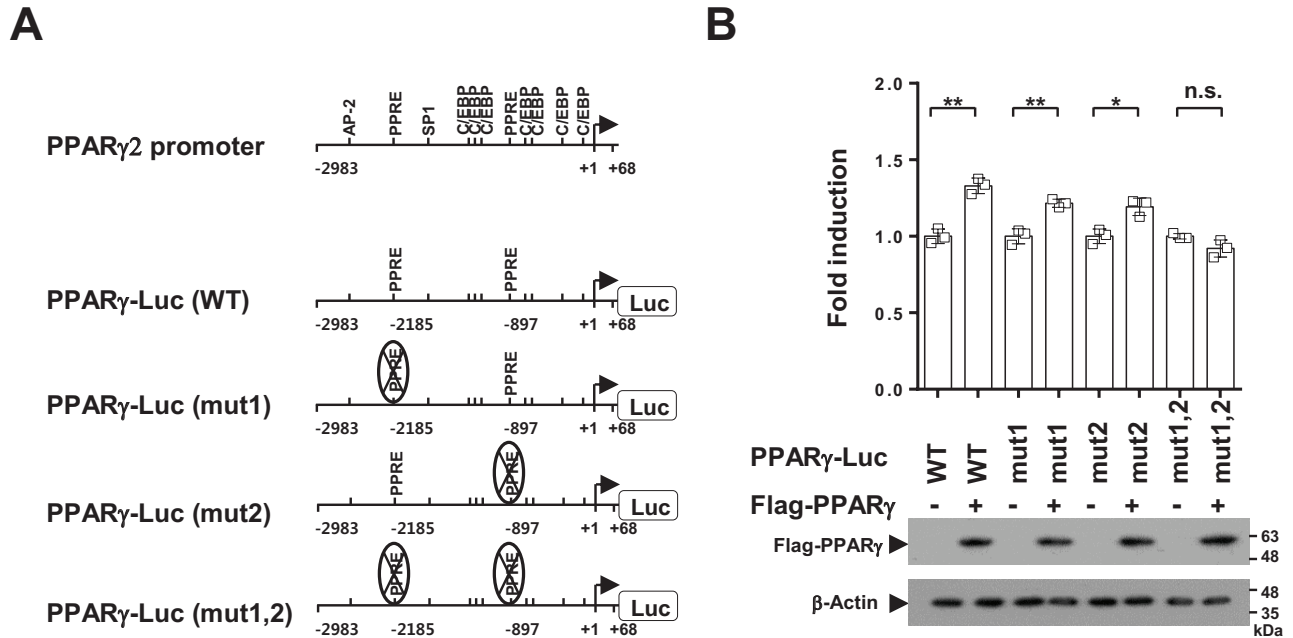 A
AP-2 PPRE SP1 C/EBP C/EBP C/EBP PPRE C/EBP C/EBP C/EBP C/EBP
PPARγ2 promoter
-2983 +1 +68
PPRE PPRE
PPARγ-Luc (WT) Luc
-2983 -2185 -897 +1 +68
PPRE PPRE
PPARγ-Luc (mut1) Luc
-2983 -2185 -897 +1 +68
PPRE PPRE
PPARγ-Luc (mut2) Luc
-2983 -2185 -897 +1 +68
PPRE PPRE
PPARγ-Luc (mut1,2) Luc
-2983 -2185 -897 +1 +68
B
Fold induction
2.0
1.5
1.0
0.5
0.0
** ** * n.s.
PPARγ-Luc WT WT mut1 mut1 mut2 mut2 mut1,2 mut1,2
Flag-PPARγ - + - + - + - +
Flag-PPARγ
63
48
β-Actin
48
35
kDa